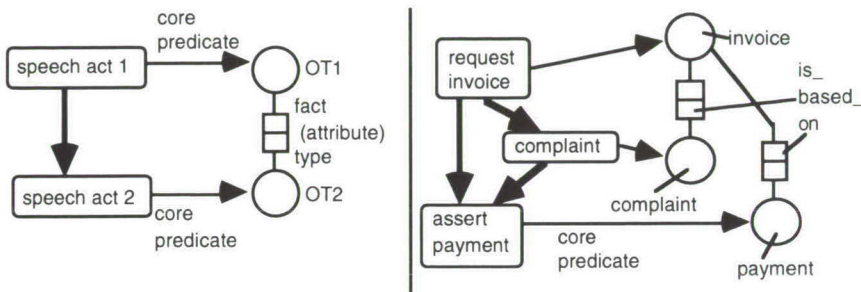 core
predicate
speech act 1
OT1
fact
(attribute)
type
speech act 2
OT2
core
predicate
request
invoice
invoice
is_
based_
on
complaint
complaint
assert
payment
core
predicate
payment